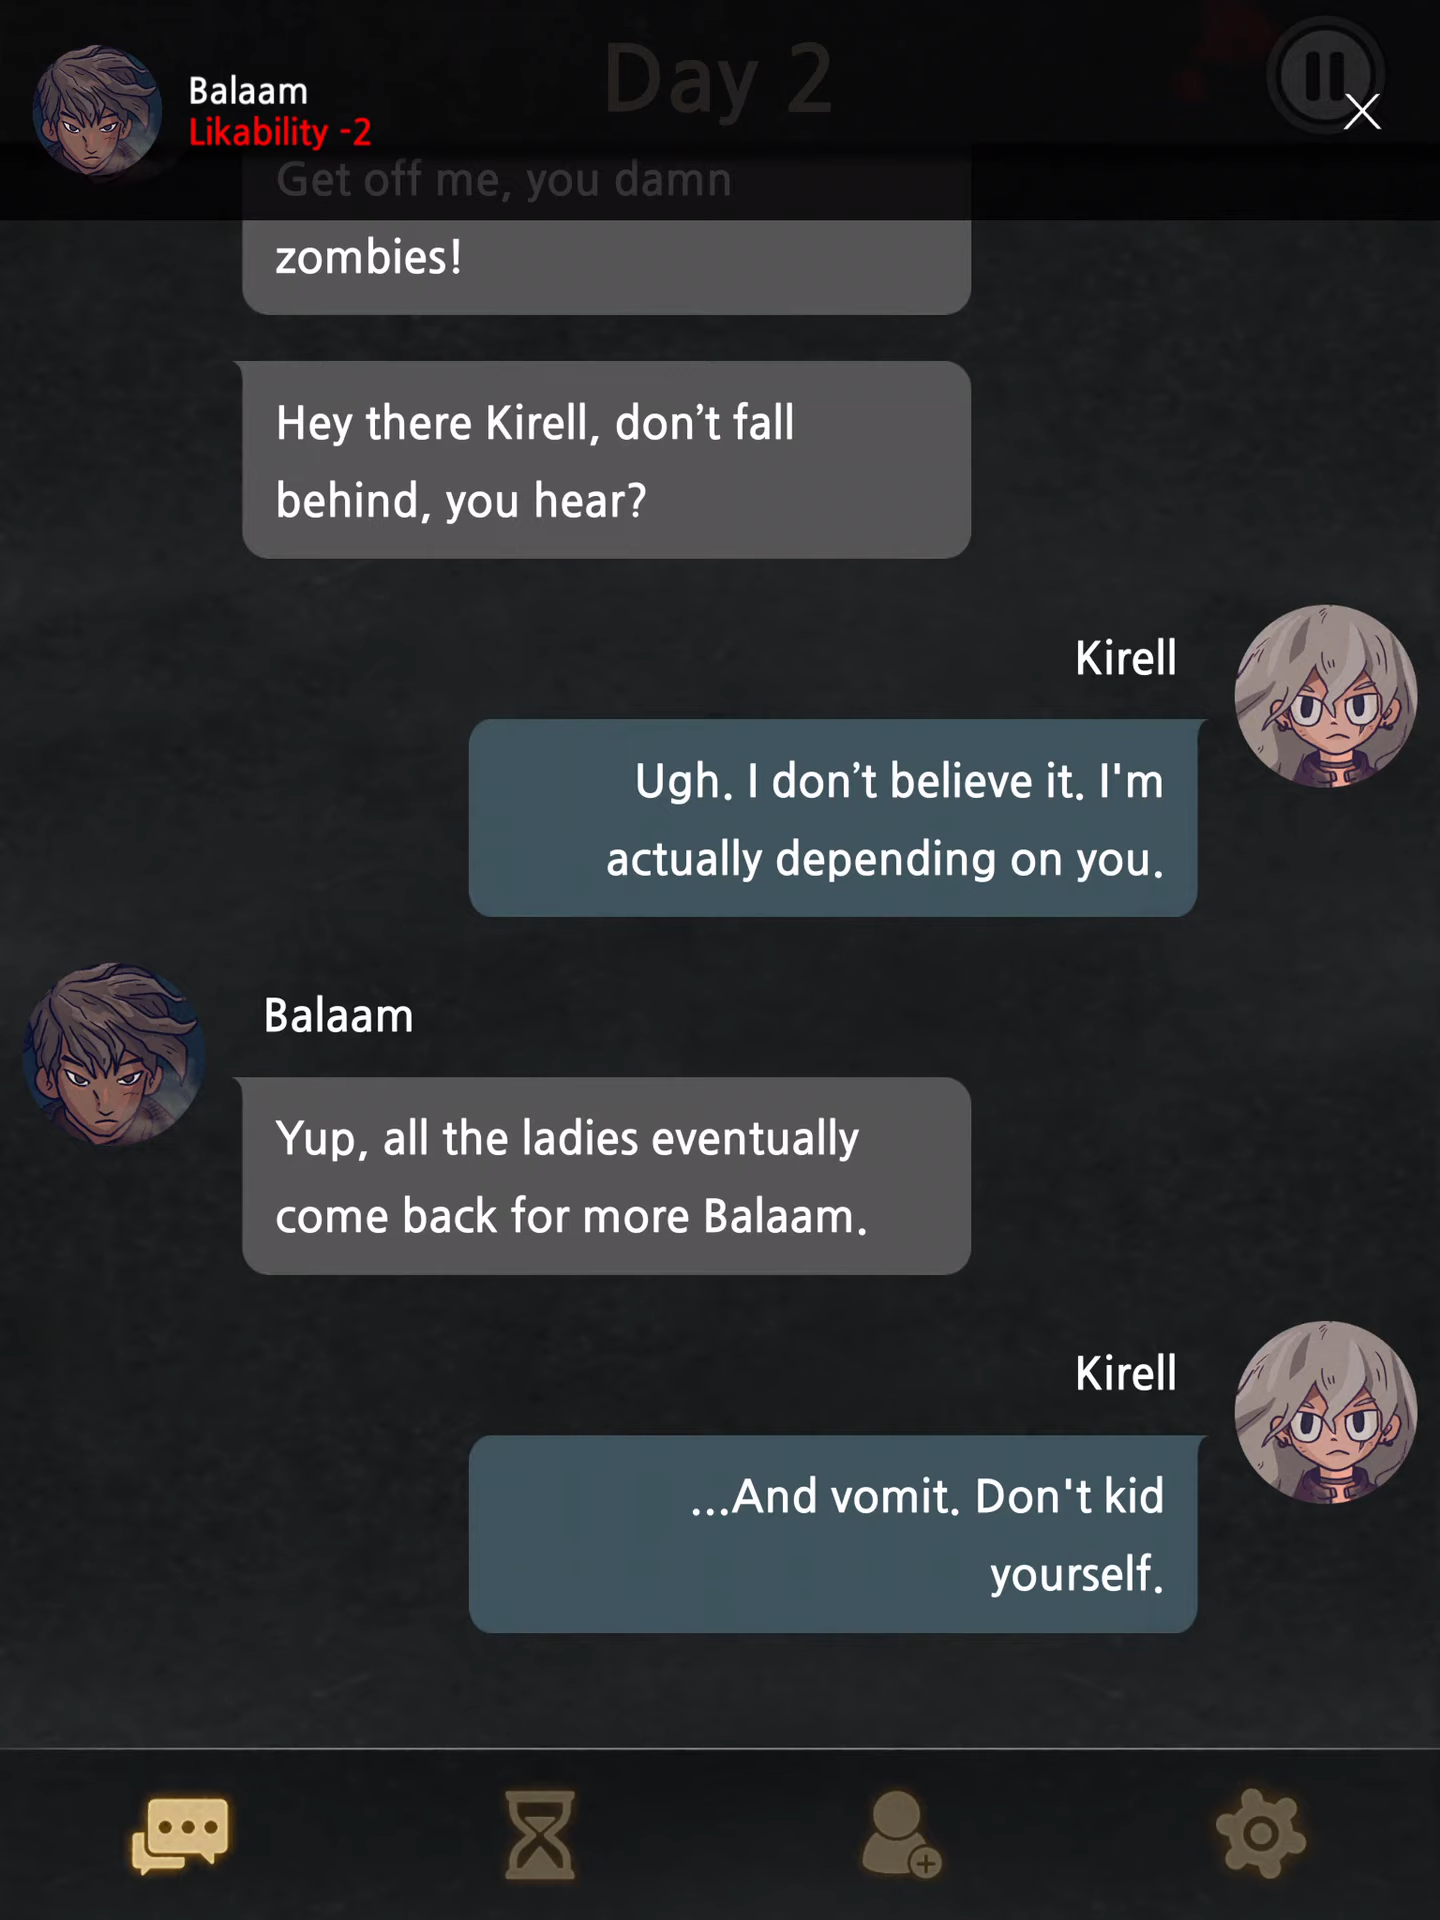 Day 2
Balaam
Likability -2
Get off me, you damn
zombies!
Hey there Kirell, don’t fall
behind, you hear?
Kirell
Ugh. I don’t believe it. I'm
actually depending on you.
Balaam
Yup, all the ladies eventually
come back for more Balaam.
Kirell
...And vomit. Don't kid
yourself.